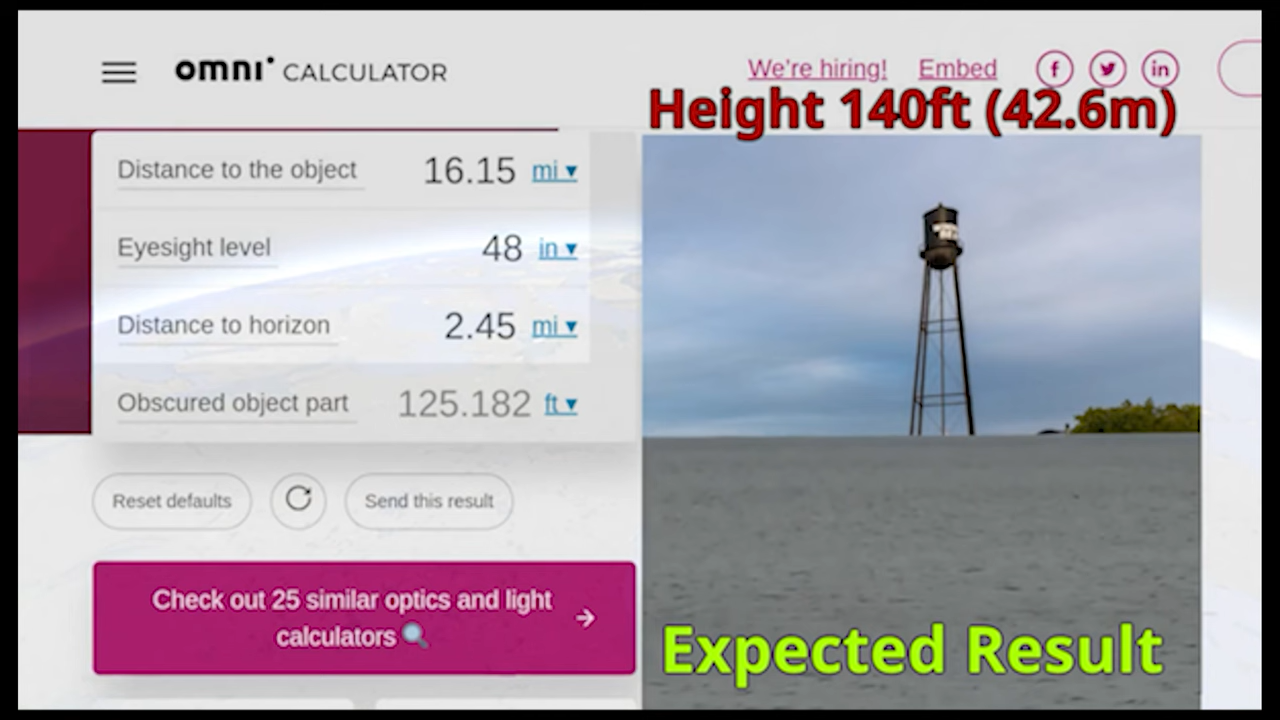 omni CALCULATOR
We're hiring! Embed
Height 140ft (42.6m)
Distance to the object 16.15 mi
Eyesight level 48 in
Distance to horizon 2.45 mi
Obscured object part 125.182 ft
Reset defaults
Send this result
Check out 25 similar optics and light
calculators
Expected Result